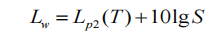 L_w = L_{p2}(T) + 10lg S